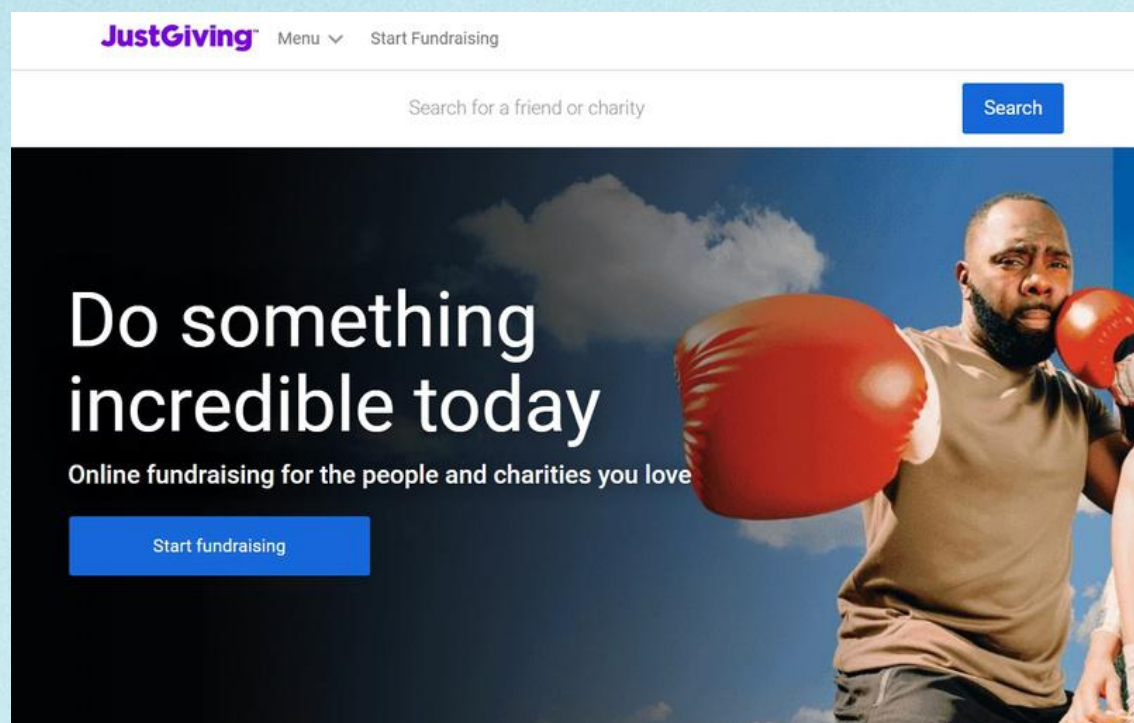 JustGiving™ Menu Start Fundraising
Search for a friend or charity Search
Do something
incredible today
Online fundraising for the people and charities you love
Start fundraising